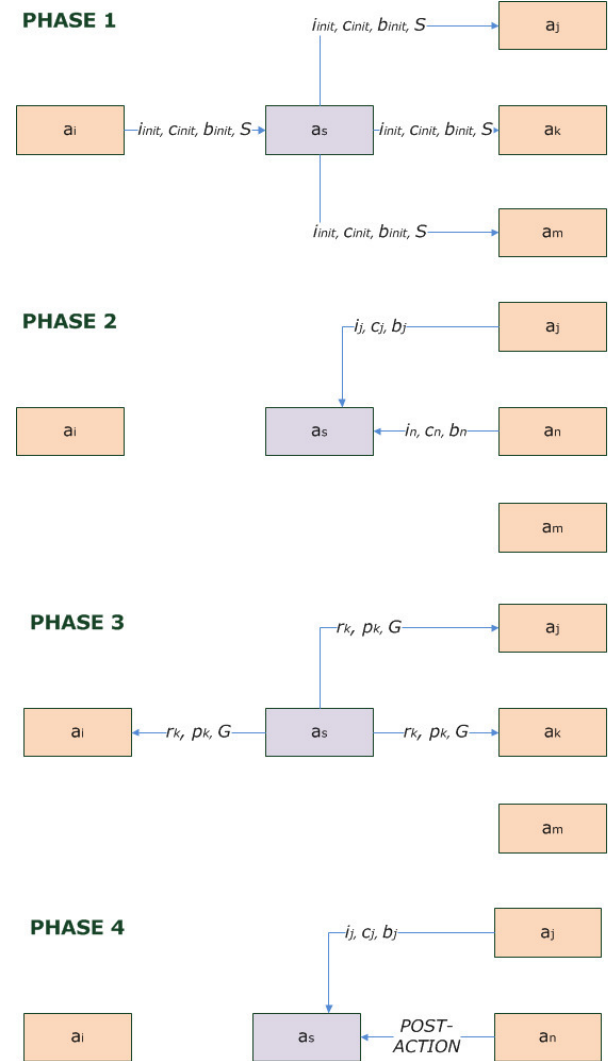 PHASE 1
i_init, c_init, b_init, S
a_j
a_i
i_init, c_init, b_init, S
a_s
i_init, c_init, b_init, S
a_k
i_init, c_init, b_init, S
a_m
PHASE 2
i_j, c_j, b_j
a_j
a_i
a_s
i_n, c_n, b_n
a_n
a_m
PHASE 3
r_k, p_k, G
a_j
a_i
r_k, p_k, G
a_s
r_k, p_k, G
a_k
a_m
PHASE 4
i_j, c_j, b_j
a_j
a_i
a_s
POST-
ACTION
a_n